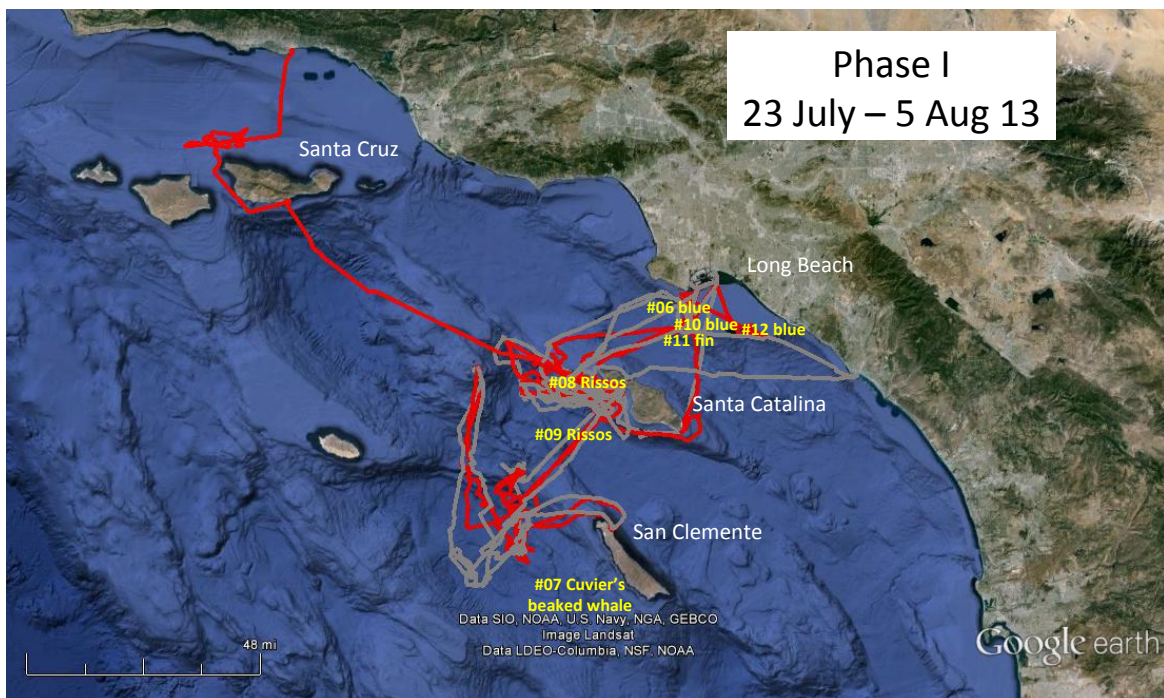 Phase I
23 July – 5 Aug 13
Santa Cruz
Long Beach
#06 blue
#10 blue
#12 blue
#11 fin
#08 Rissos
Santa Catalina
#09 Rissos
San Clemente
#07 Cuvier's
beaked whale
Data SIO, NOAA, U.S. Navy, NGA, GEBCO
Image Landsat
Data LDEO-Columbia, NSF, NOAA
48 mi
Google earth